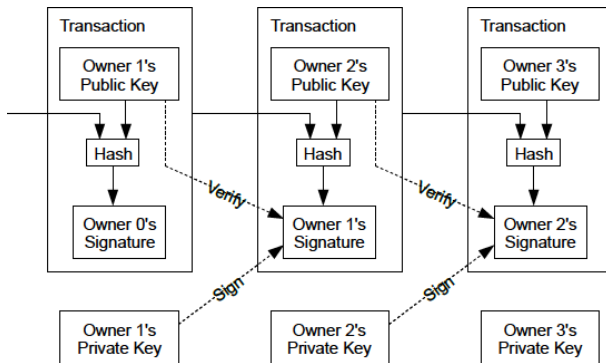 Transaction
Transaction
Transaction
Owner 1's
Public Key
Owner 2's
Public Key
Owner 3's
Public Key
Hash
Hash
Hash
Verify
Verify
Owner 0's
Signature
Owner 1's
Signature
Owner 2's
Signature
Sign
Sign
Owner 1's
Private Key
Owner 2's
Private Key
Owner 3's
Private Key